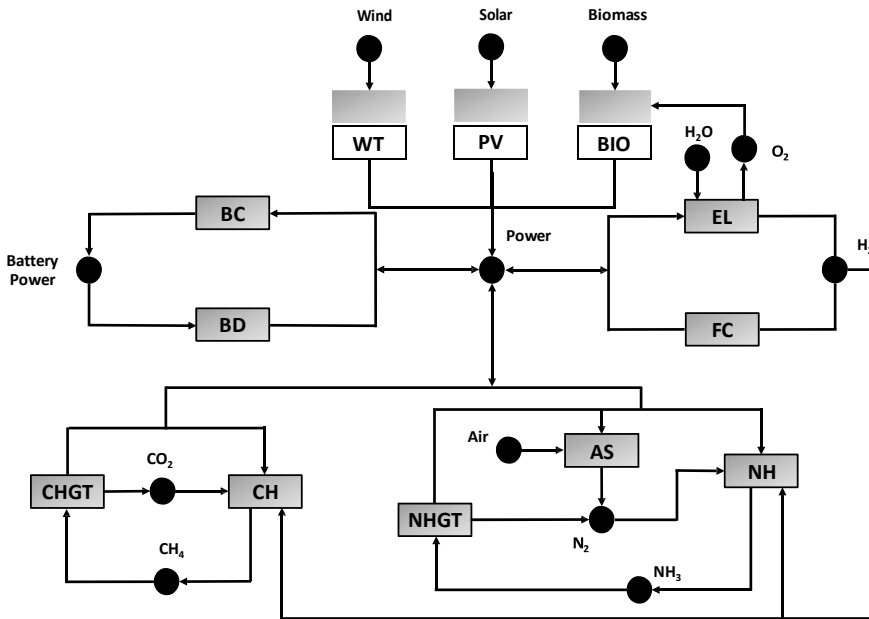 Wind
Solar
Biomass
WT
PV
BIO
H₂O
O₂
BC
EL
Power
Battery
Power
H₂
BD
FC
Air
AS
CO₂
CHGT
CH
NH
NHGT
N₂
CH₄
NH₃